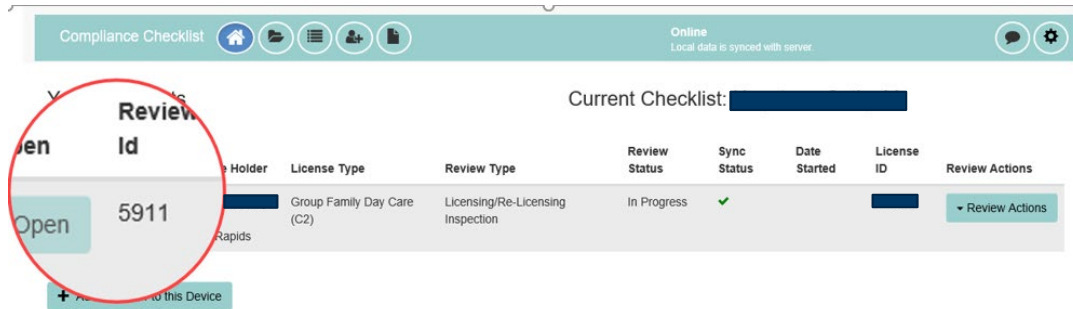 Compliance Checklist
Online
Local data is synced with server.
Current Checklist:
Review
Id
Holder
License Type
Review Type
Review
Status
Sync
Status
Date
Started
License
ID
Review Actions
Open
5911
Rapids
Group Family Day Care
(C2)
Licensing/Re-Licensing
Inspection
In Progress
Review Actions
to this Device